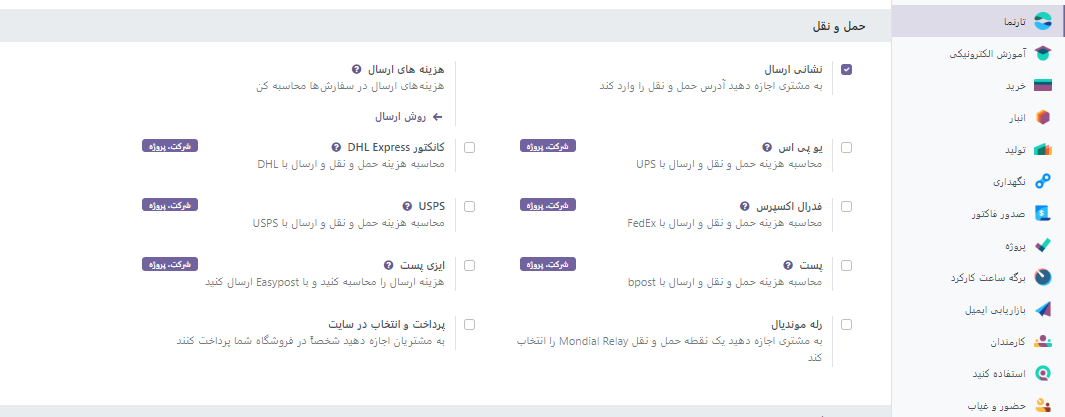 حمل و نقل
نشانی ارسال
به مشتری اجازه دهید آدرس حمل و نقل را وارد کند
هزینه های ارسال
هزینه‌های ارسال در سفارش‌ها محاسبه کن
روش ارسال
یو پی اس
شرکت، پروژه
محاسبه هزینه حمل و نقل و ارسال با UPS
کانکتور DHL Express
شرکت، پروژه
محاسبه هزینه حمل و نقل و ارسال با DHL
فدرال اکسپرس
شرکت، پروژه
محاسبه هزینه حمل و نقل و ارسال با FedEx
USPS
شرکت، پروژه
محاسبه هزینه حمل و نقل و ارسال با USPS
پست
شرکت، پروژه
محاسبه هزینه حمل و نقل و ارسال با bpost
ایزی پست
شرکت، پروژه
هزینه ارسال را محاسبه کنید و با Easypost ارسال کنید
رله موندیال
به مشتری اجازه دهید یک نقطه حمل و نقل Mondial Relay را انتخاب
کند
پرداخت و انتخاب در سایت
به مشتریان اجازه دهید شخصاً در فروشگاه شما پرداخت کنند
تارنما
آموزش الکترونیکی
خرید
انبار
تولید
نگهداری
صدور فاکتور
پروژه
برگه ساعت کارکرد
بازاریابی ایمیل
کارمندان
استفاده کنید
حضور و غیاب